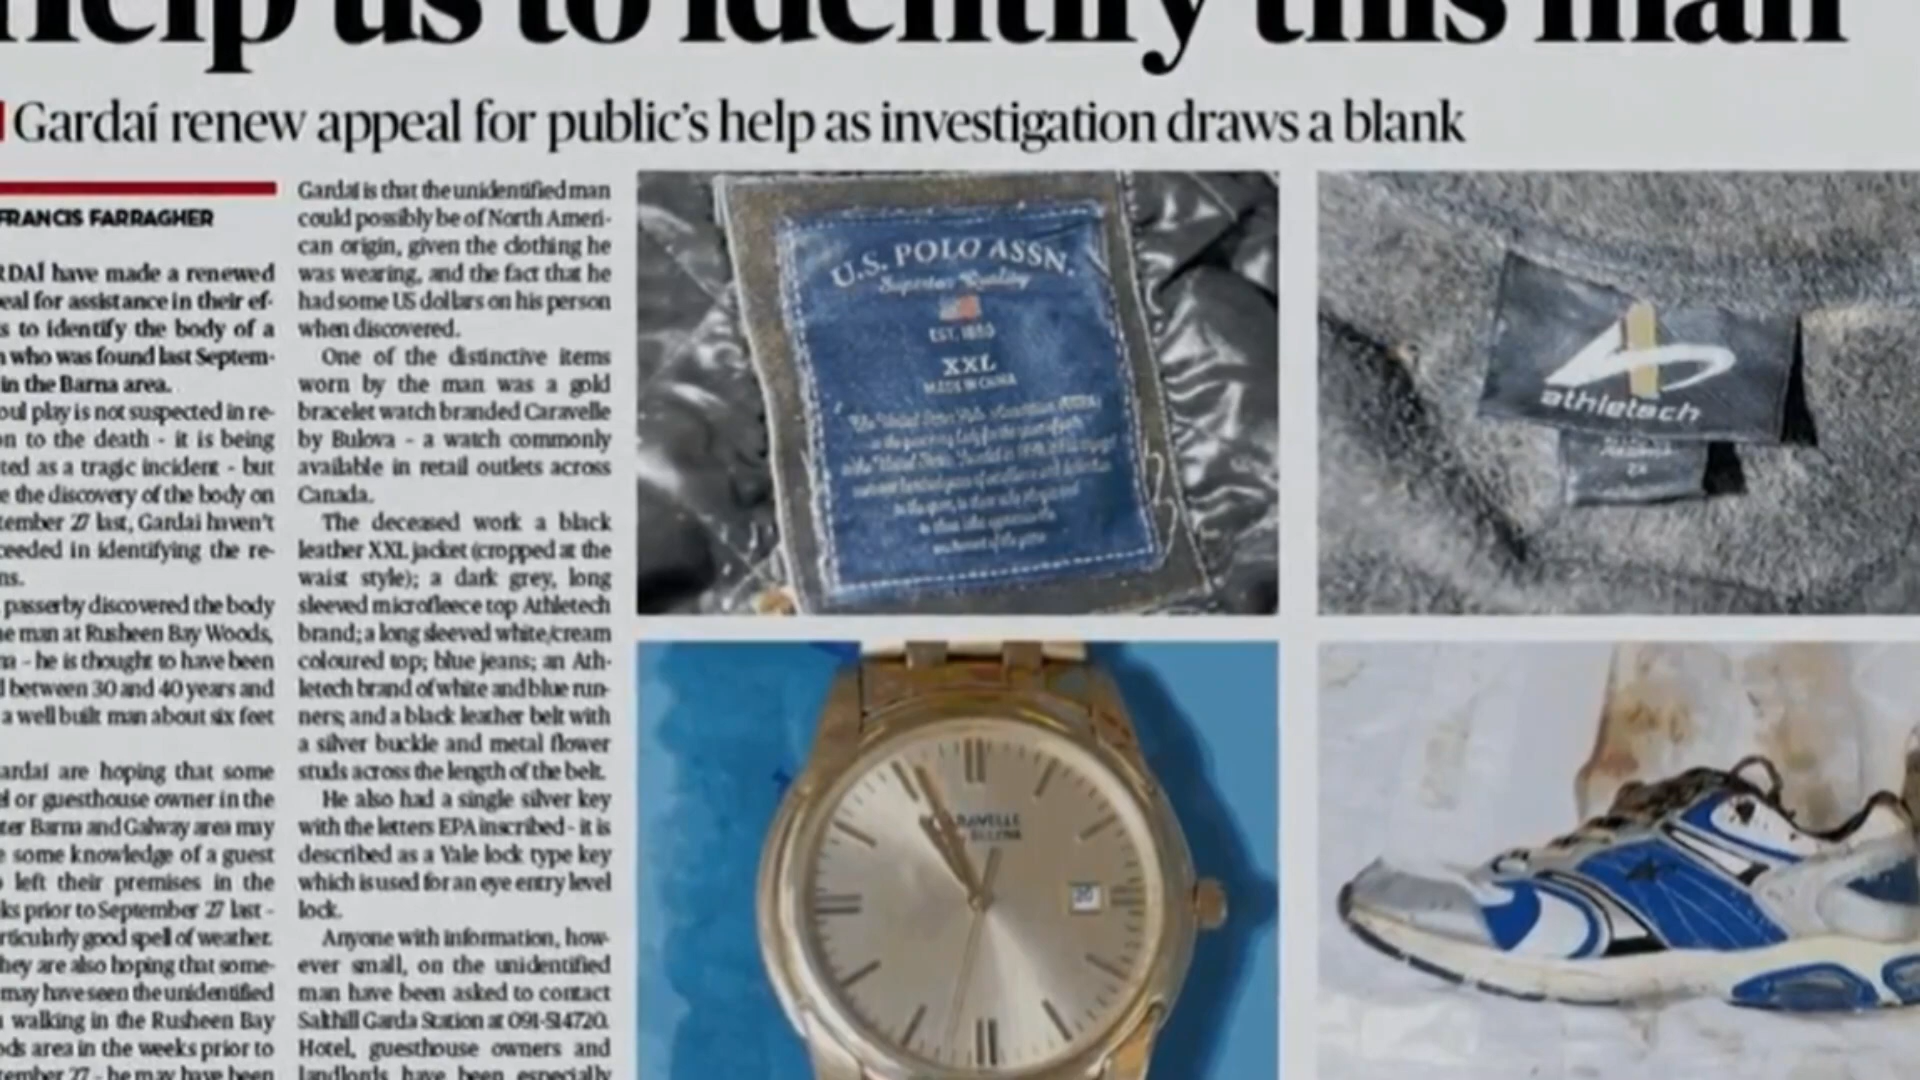 help us to identify this man
Gardaí renew appeal for public's help as investigation draws a blank
FRANCIS FARRAGHER
have made a renewed
for assistance in their ef-
to identify the body of a
who was found last Septem-
in the Barna area.
play is not suspected in re-
to the death - it is being
as a tragic incident - but
the discovery of the body on
27 last, Gardaí haven't
in identifying the re-
passerby discovered the body
man at Rusheen Bay Woods,
- he is thought to have been
between 30 and 40 years and
a well built man about six feet
are hoping that some
or guesthouse owner in the
Barna and Galway area may
some knowledge of a guest
left their premises in the
prior to September 27 last -
good spell of weather.
are also hoping that some-
may have seen the unidentified
walking in the Rusheen Bay
area in the weeks prior to
27 - he may have been
Gardaí is that the unidentified man
could possibly be of North Ameri-
can origin, given the clothing he
was wearing, and the fact that he
had some US dollars on his person
when discovered.
One of the distinctive items
worn by the man was a gold
bracelet watch branded Caravelle
by Bulova - a watch commonly
available in retail outlets across
Canada.
The deceased work a black
leather XXL jacket (cropped at the
waist style); a dark grey, long
sleeved microfleece top Athletech
brand; a long sleeved white/cream
coloured top; blue jeans; an Ath-
letech brand of white and blue run-
ners; and a black leather belt with
a silver buckle and metal flower
studs across the length of the belt.
He also had a single silver key
with the letters EPA inscribed - it is
described as a Yale lock type key
which is used for an eye entry level
lock.
Anyone with information, how-
ever small, on the unidentified
man have been asked to contact
Salthill Garda Station at 091-514720.
Hotel, guesthouse owners and
landlords have been especially
U.S. POLO ASSN.
Superior Quality
EST. 1890
XXL
MADE IN CHINA
athletech